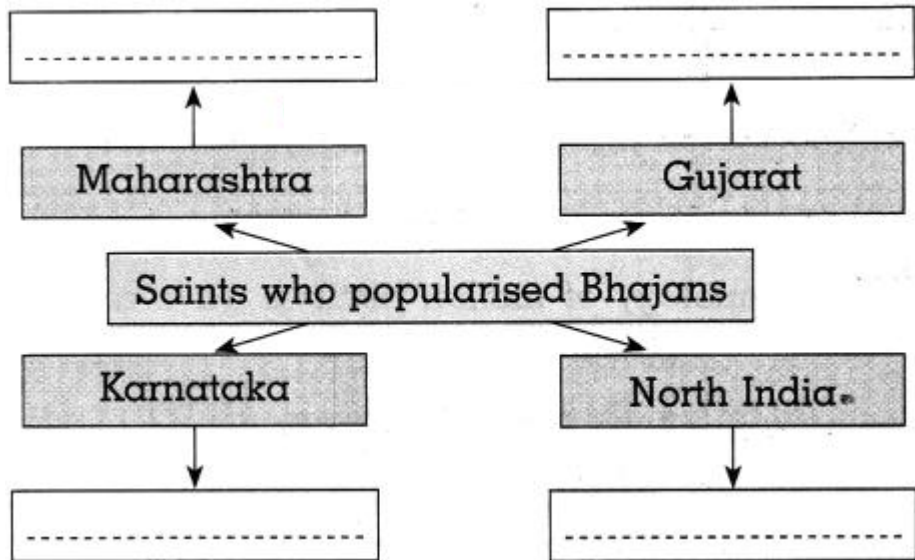 Maharashtra
Gujarat
Saints who popularised Bhajans
Karnataka
North India